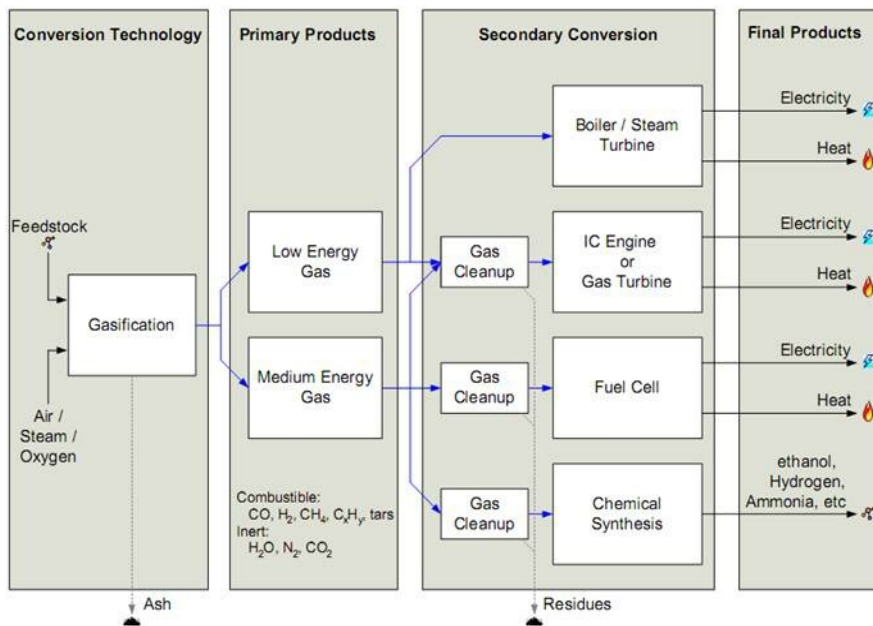 Conversion Technology
Primary Products
Secondary Conversion
Final Products
Feedstock
Gasification
Air /
Steam /
Oxygen
Ash
Low Energy
Gas
Medium Energy
Gas
Combustible:
CO, H₂, CH₄, CₓHᵧ, tars
Inert:
H₂O, N₂, CO₂
Boiler / Steam
Turbine
Gas
Cleanup
IC Engine
or
Gas Turbine
Gas
Cleanup
Fuel Cell
Gas
Cleanup
Chemical
Synthesis
Residues
Electricity
Heat
Electricity
Heat
Electricity
Heat
ethanol,
Hydrogen,
Ammonia, etc